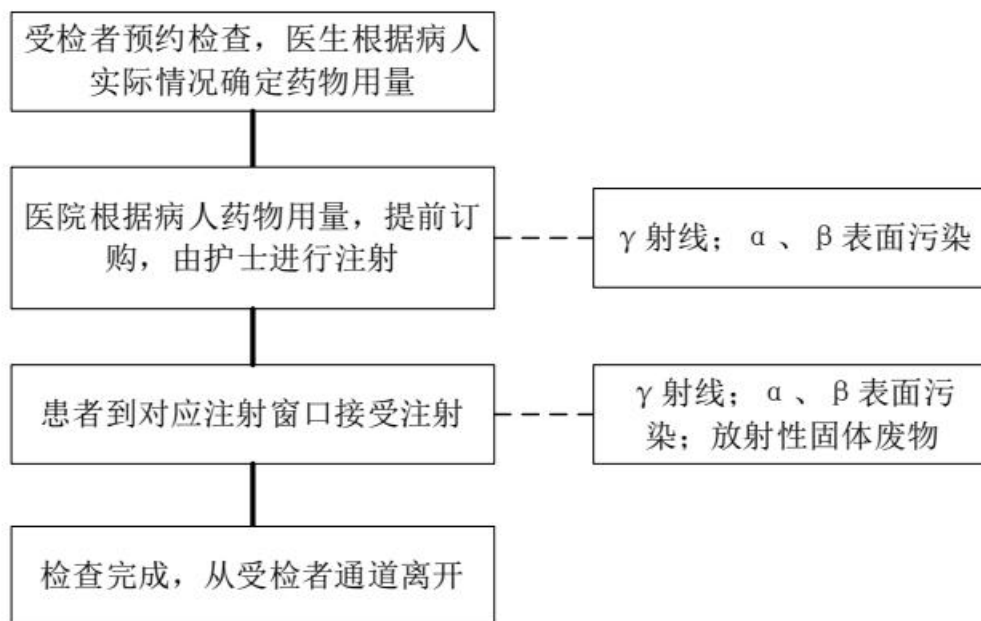 受检者预约检查，医生根据病人
实际情况确定药物用量
医院根据病人药物用量，提前订
购，由护士进行注射
γ射线；α、β表面污染
患者到对应注射窗口接受注射
γ射线；α、β表面污
染；放射性固体废物
检查完成，从受检者通道离开